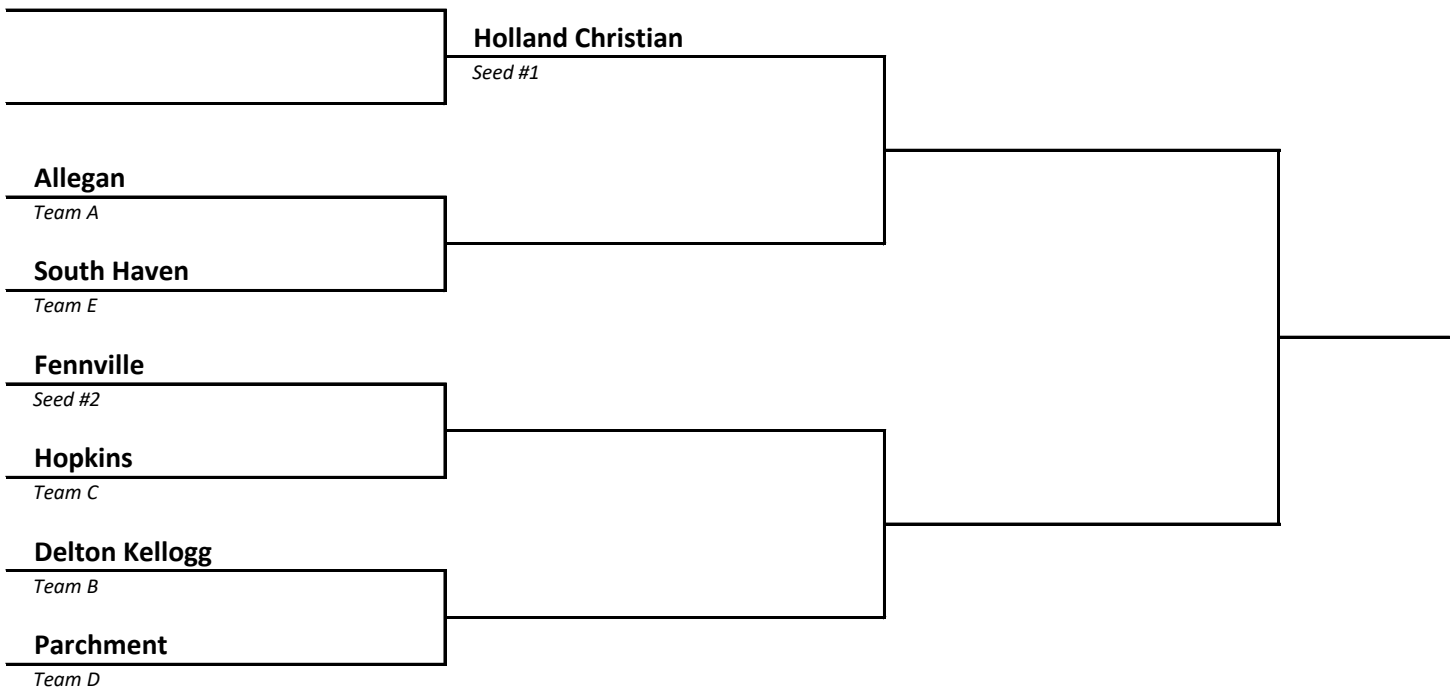 Holland Christian
Seed #1
Allegan
Team A
South Haven
Team E
Fennville
Seed #2
Hopkins
Team C
Delton Kellogg
Team B
Parchment
Team D